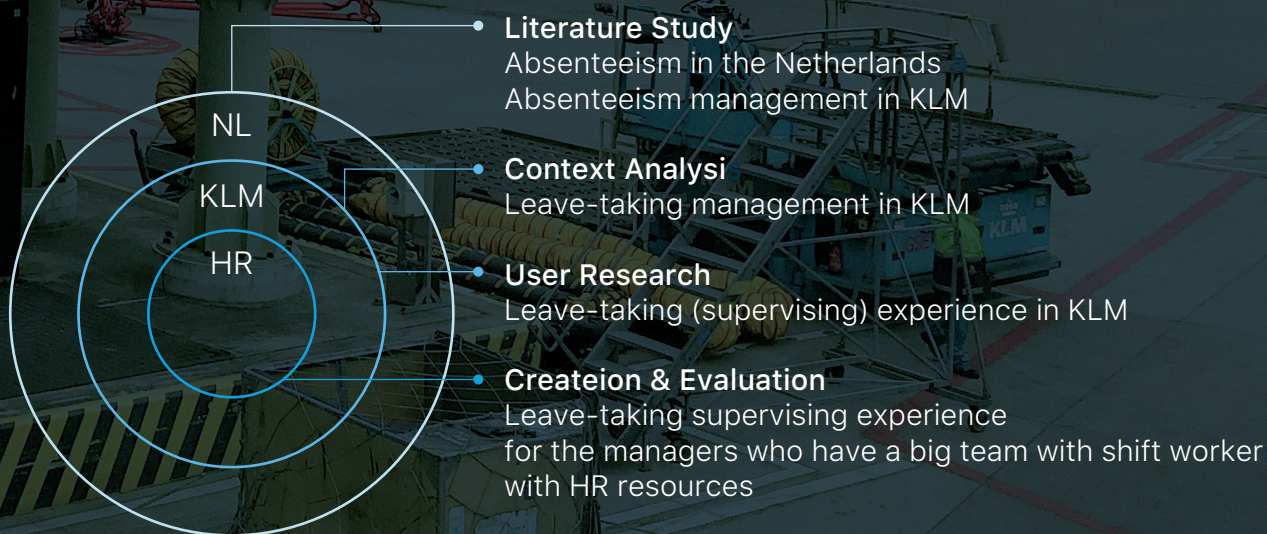 Literature Study
Absenteeism in the Netherlands
Absenteeism management in KLM
NL
Context Analysi
Leave-taking management in KLM
KLM
HR
User Research
Leave-taking (supervising) experience in KLM
Createion & Evaluation
Leave-taking supervising experience
for the managers who have a big team with shift worker
with HR resources
KLM